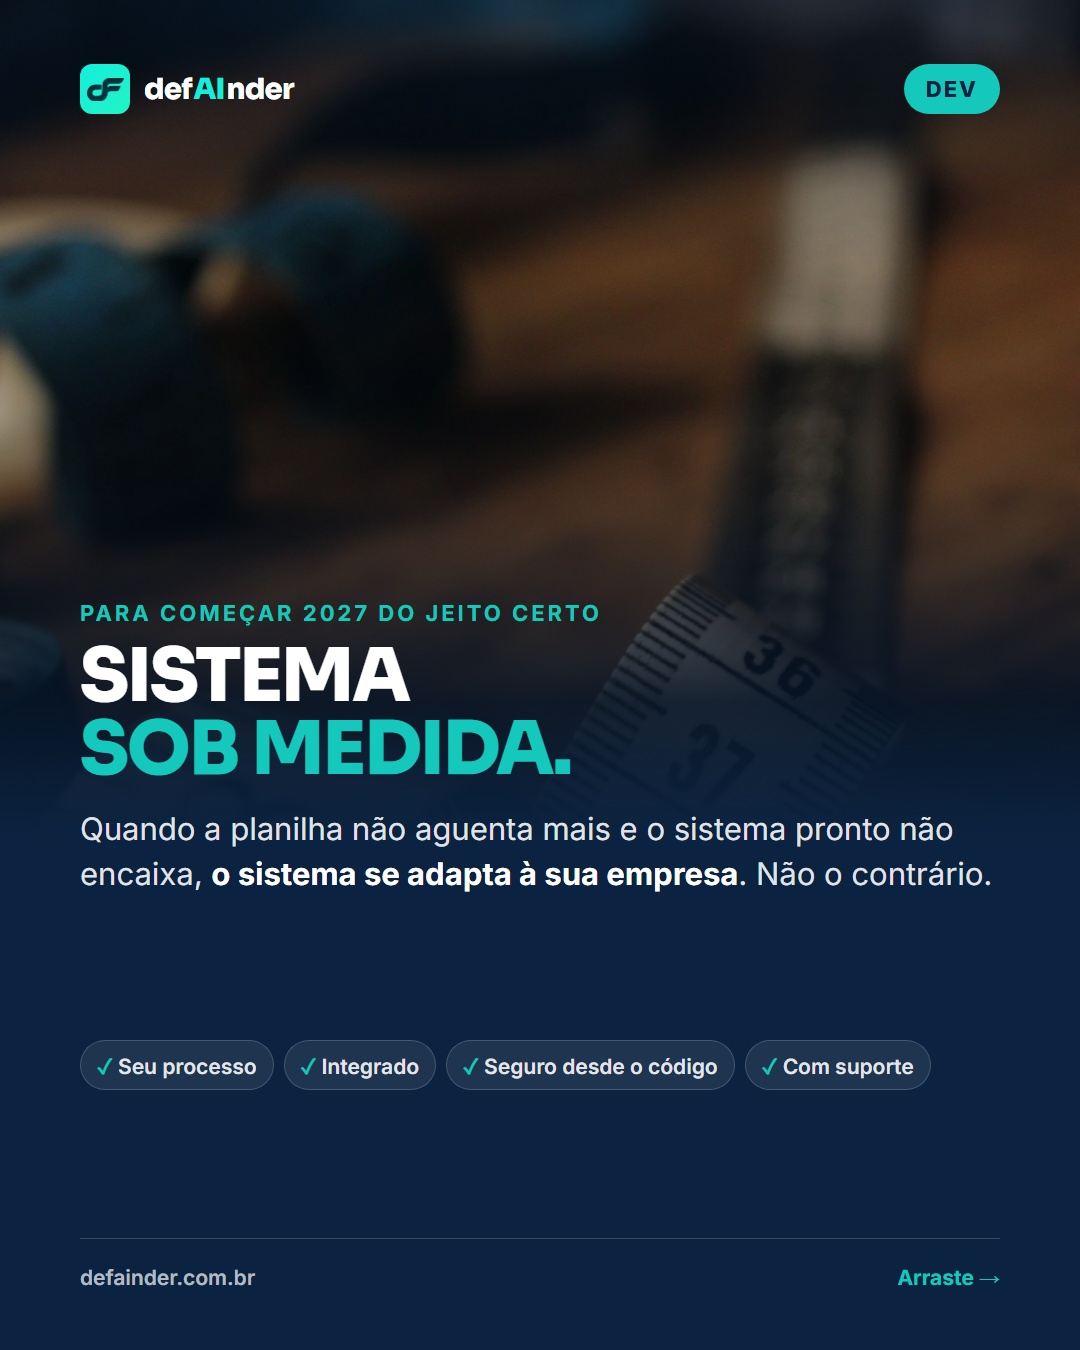 defAInder
DEV
PARA COMEÇAR 2027 DO JEITO CERTO
SISTEMA
SOB MEDIDA.
36
37
Quando a planilha não aguenta mais e o sistema pronto não
encaixa, o sistema se adapta à sua empresa. Não o contrário.
✓ Seu processo
✓ Integrado
✓ Seguro desde o código
✓ Com suporte
defainder.com.br
Arraste →